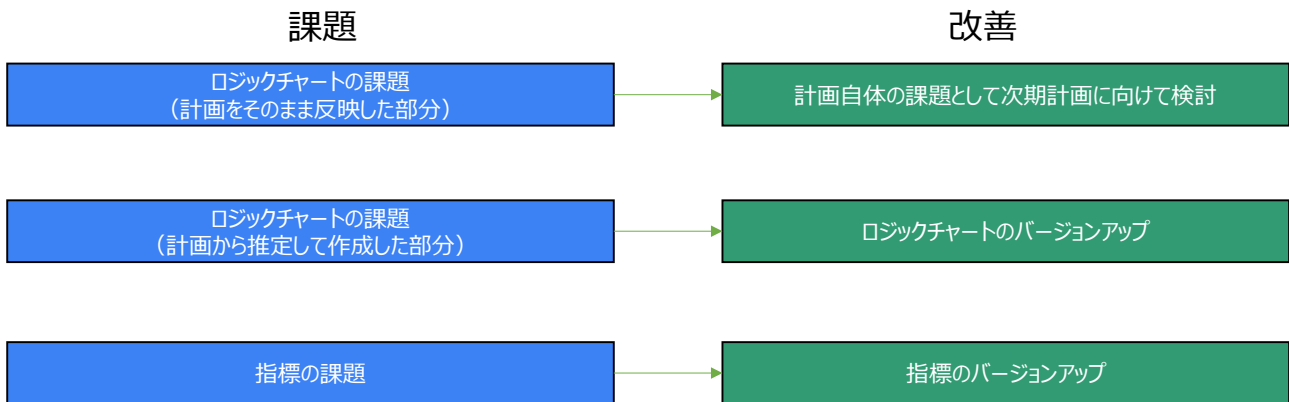 課題
改善
ロジックチャートの課題
（計画をそのまま反映した部分）
計画自体の課題として次期計画に向けて検討
ロジックチャートの課題
（計画から推定して作成した部分）
ロジックチャートのバージョンアップ
指標の課題
指標のバージョンアップ